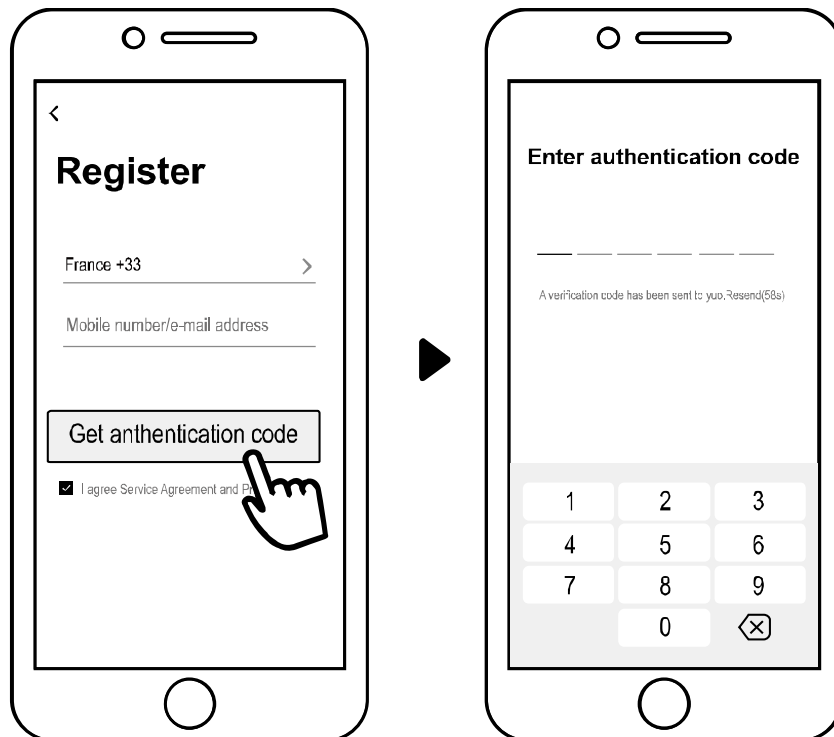 Register
France +33
Mobile number/e-mail address
Get anthentication code
I agree Service Agreement and
Enter authentication code
A verification code has been sent to yuo.Resend(58s)
1 2 3
4 5 6
7 8 9
0